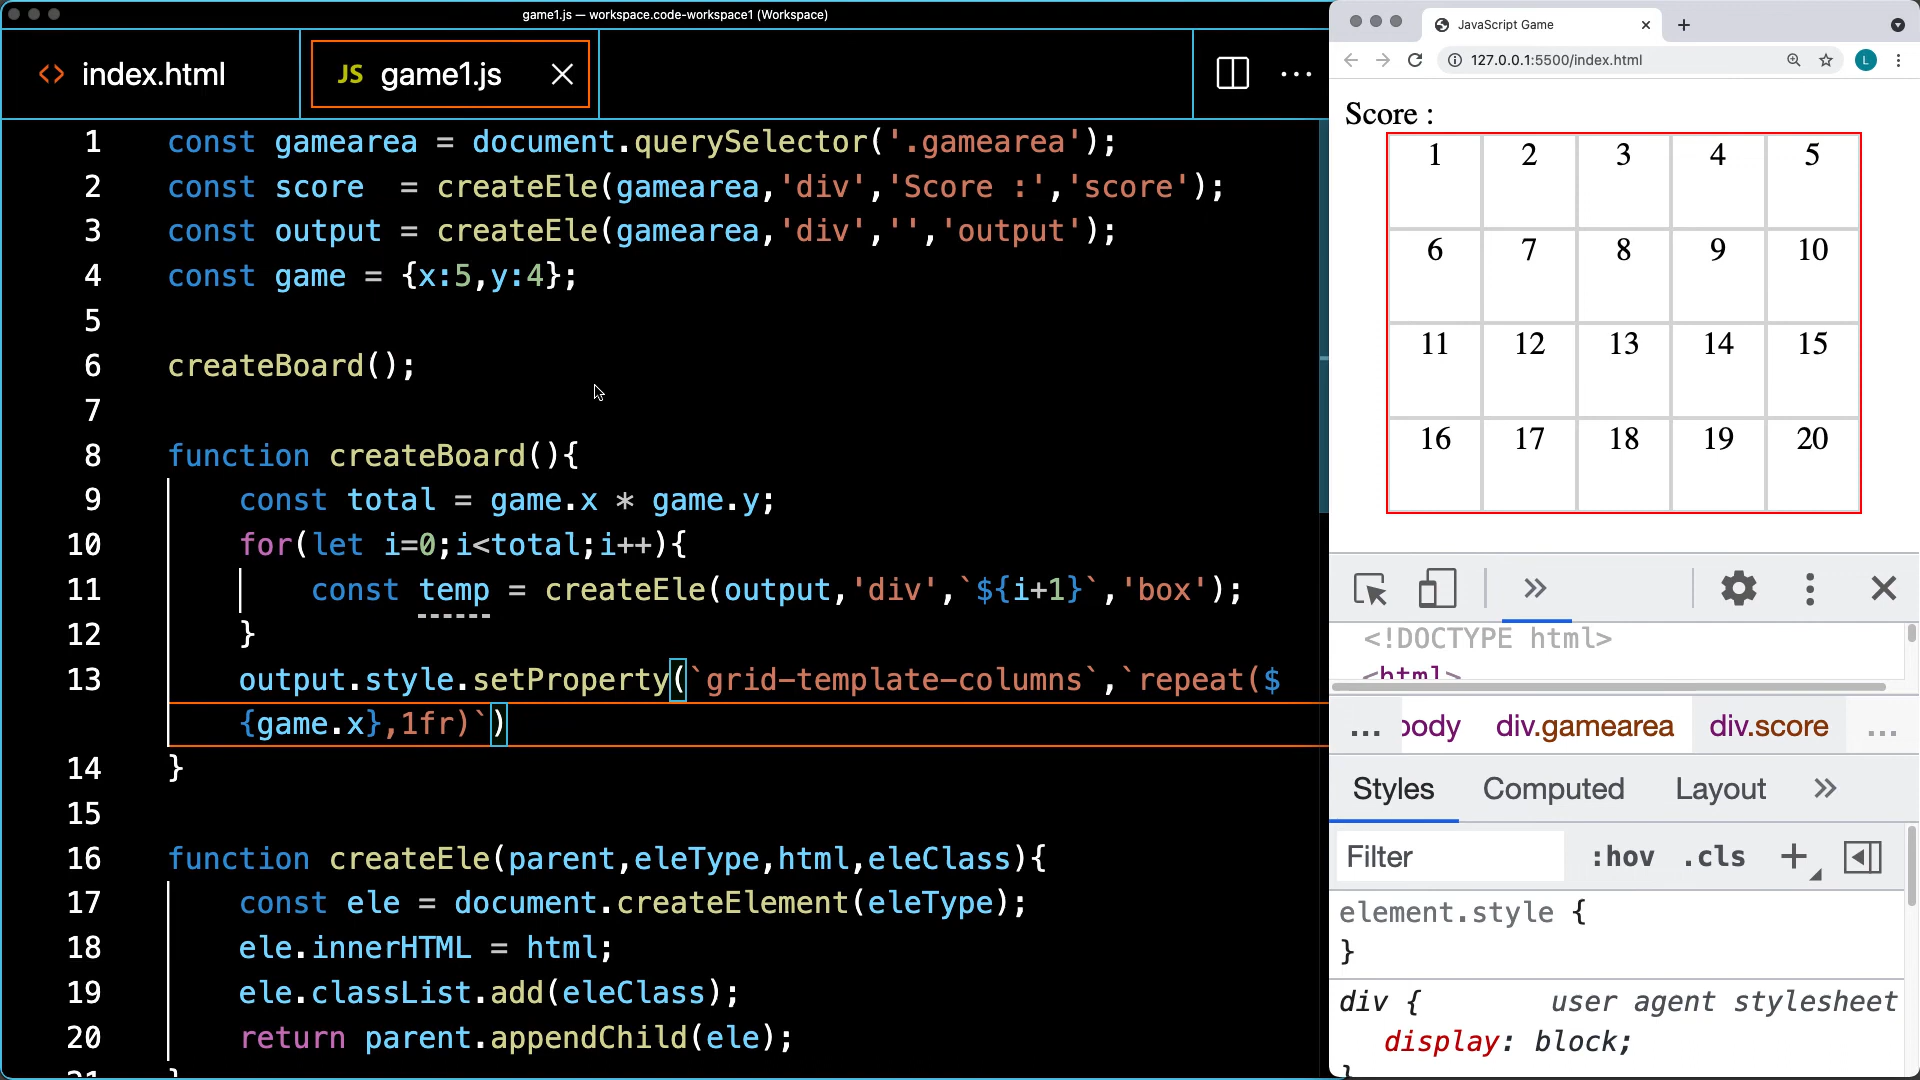 game1.js — workspace.code-workspace1 (Workspace)
<> index.html
JS game1.js
1 const gamearea = document.querySelector('.gamearea');
2 const score  = createEle(gamearea,'div','Score :','score');
3 const output = createEle(gamearea,'div','','output');
4 const game = {x:5,y:4};
5
6 createBoard();
7
8 function createBoard(){
9 const total = game.x * game.y;
10 for(let i=0;i<total;i++){
11 const temp = createEle(output,'div',`${i+1}`,'box');
12 }
13 output.style.setProperty(`grid-template-columns`,`repeat($
{game.x},1fr)`)
14 }
15
16 function createEle(parent,eleType,html,eleClass){
17 const ele = document.createElement(eleType);
18 ele.innerHTML = html;
19 ele.classList.add(eleClass);
20 return parent.appendChild(ele);
JavaScript Game
127.0.0.1:5500/index.html
L
Score :
1 2 3 4 5
6 7 8 9 10
11 12 13 14 15
16 17 18 19 20
<!DOCTYPE html>
<html>
... body div.gamearea div.score ...
Styles Computed Layout
Filter :hov .cls
element.style {
}
div { user agent stylesheet
display: block;